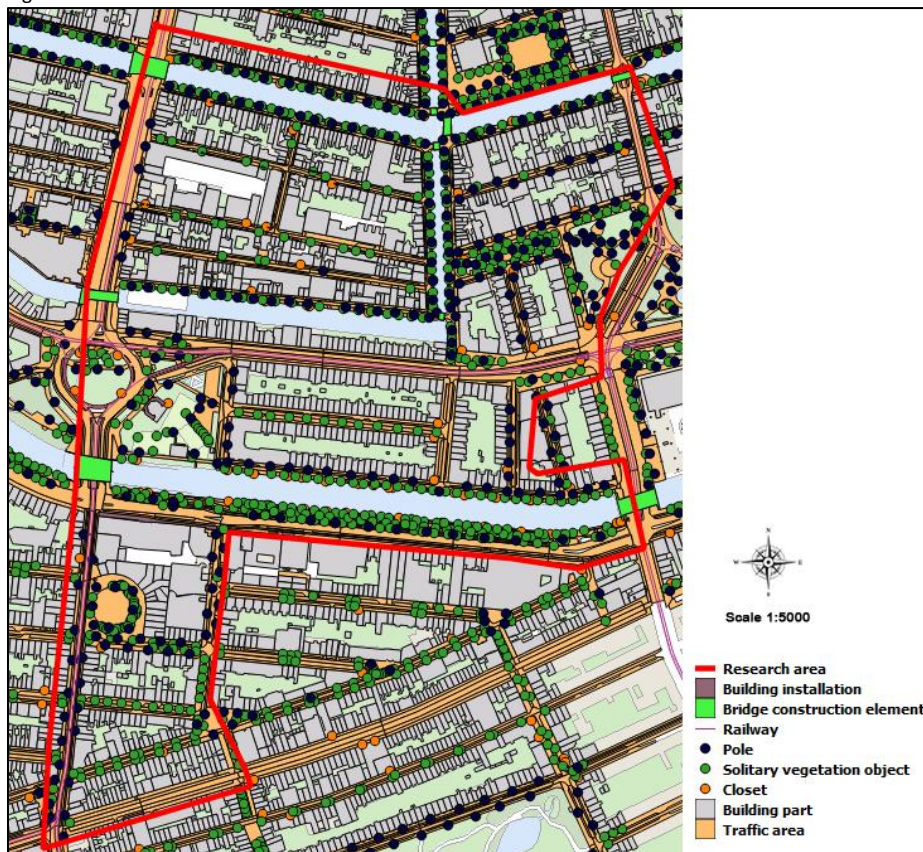 N
W
E
S
Scale 1:5000
Research area
Building installation
Bridge construction element
Railway
Pole
Solitary vegetation object
Closet
Building part
Traffic area